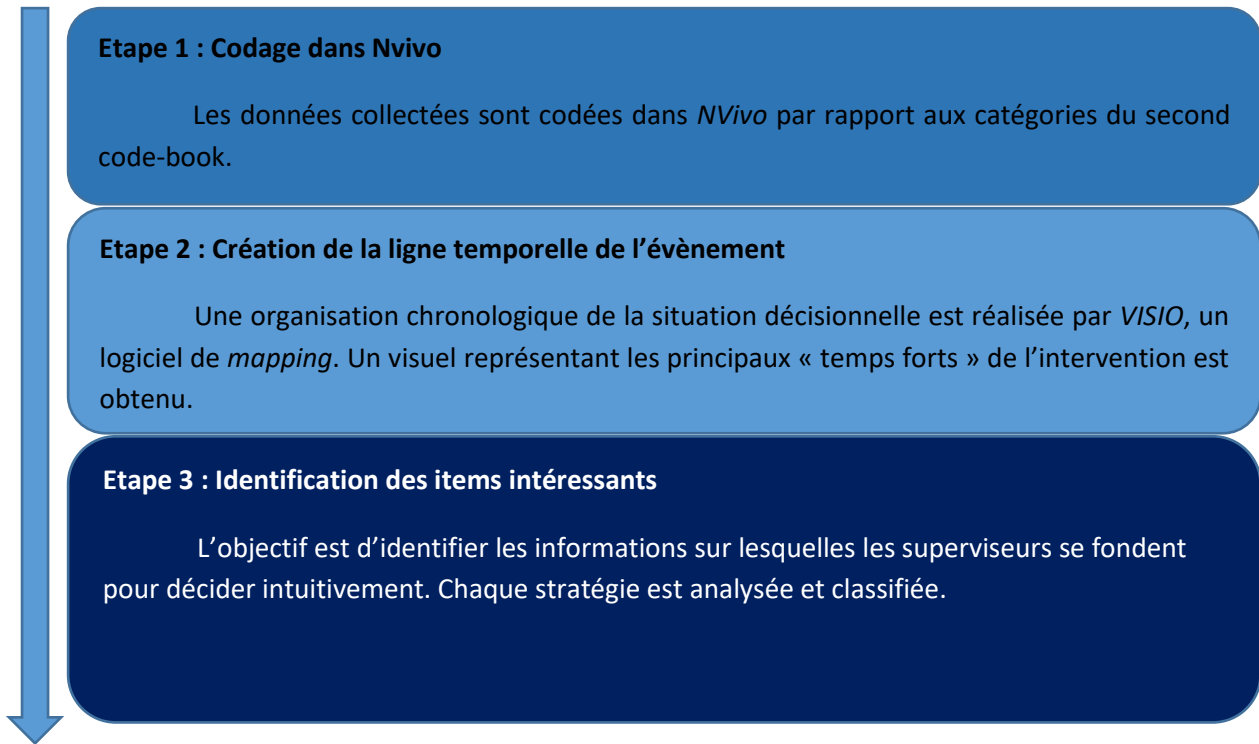 Etape 1 : Codage dans Nvivo
Les données collectées sont codées dans NVivo par rapport aux catégories du second
code-book.
Etape 2 : Création de la ligne temporelle de l’évènement
Une organisation chronologique de la situation décisionnelle est réalisée par VISIO, un
logiciel de mapping. Un visuel représentant les principaux « temps forts » de l’intervention est
obtenu.
Etape 3 : Identification des items intéressants
L’objectif est d’identifier les informations sur lesquelles les superviseurs se fondent
pour décider intuitivement. Chaque stratégie est analysée et classifiée.